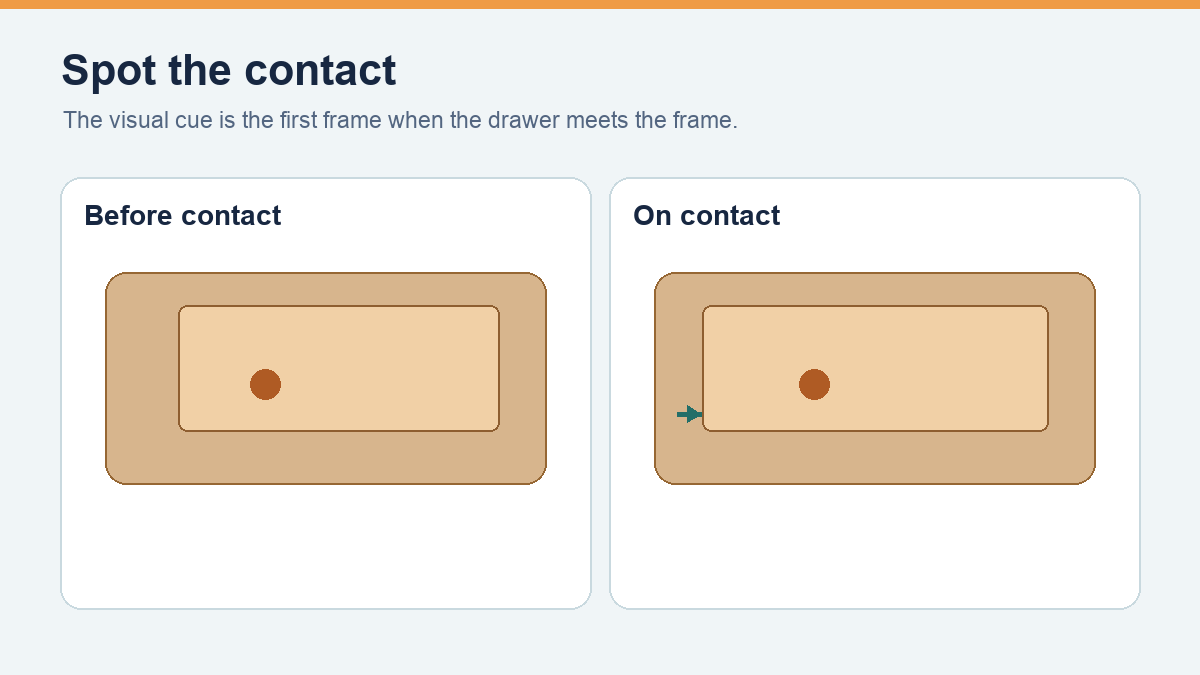 Spot the contact
The visual cue is the first frame when the drawer meets the frame.
Before contact
On contact